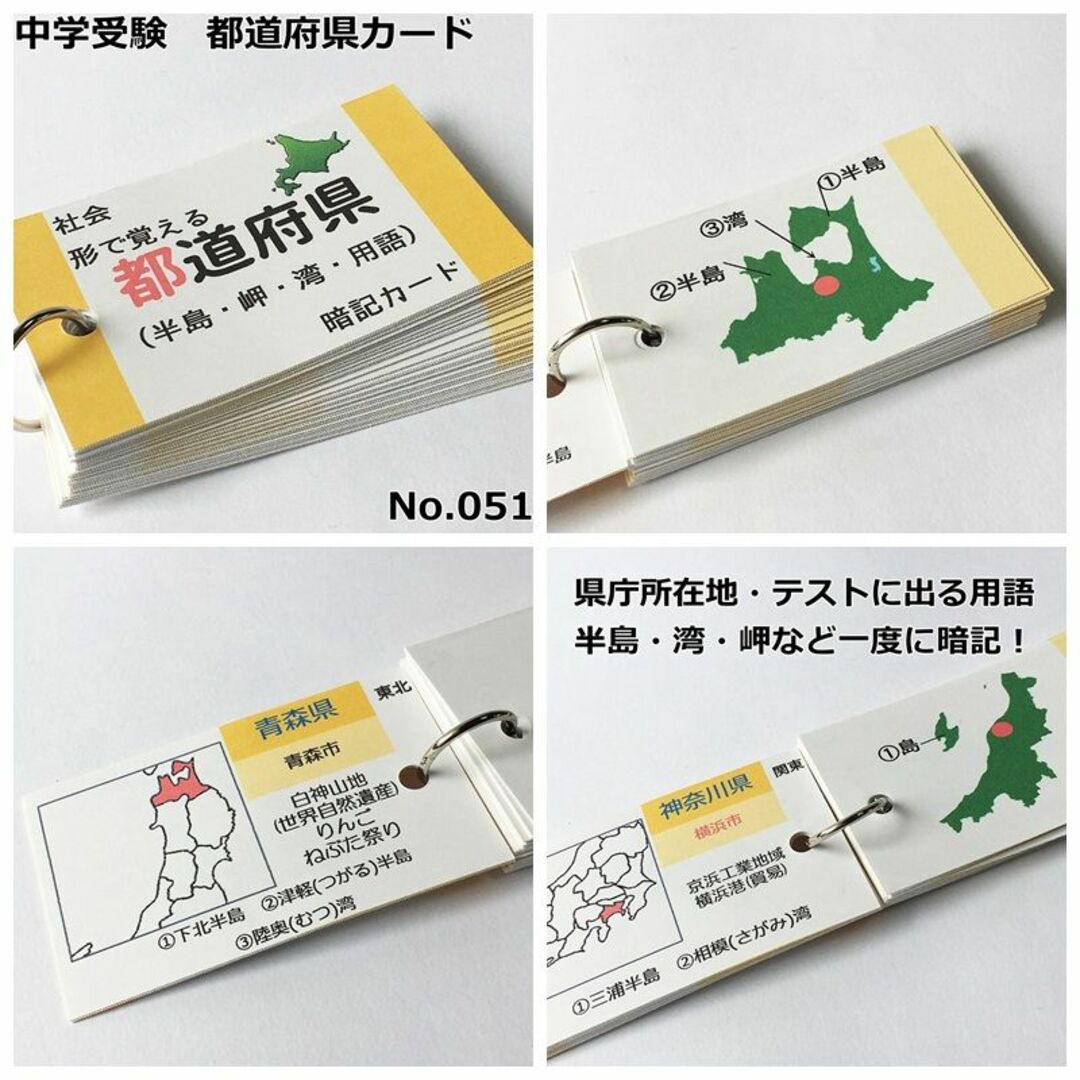 中学受験　都道府県カード
社会
形で覚える
都道府県
(半島・岬・湾・用語)
暗記カード
No.051
①半島
③湾
②半島
半島
東北
青森県
青森市
白神山地
(世界自然遺産)
りんご
ねぶた祭り
①下北半島　②津軽(つがる)半島
③陸奥(むつ)湾
県庁所在地・テストに出る用語
半島・湾・岬など一度に暗記！
①島
関東
神奈川県
横浜市
京浜工業地域
横浜港(貿易)
①三浦半島　②相模(さがみ)湾